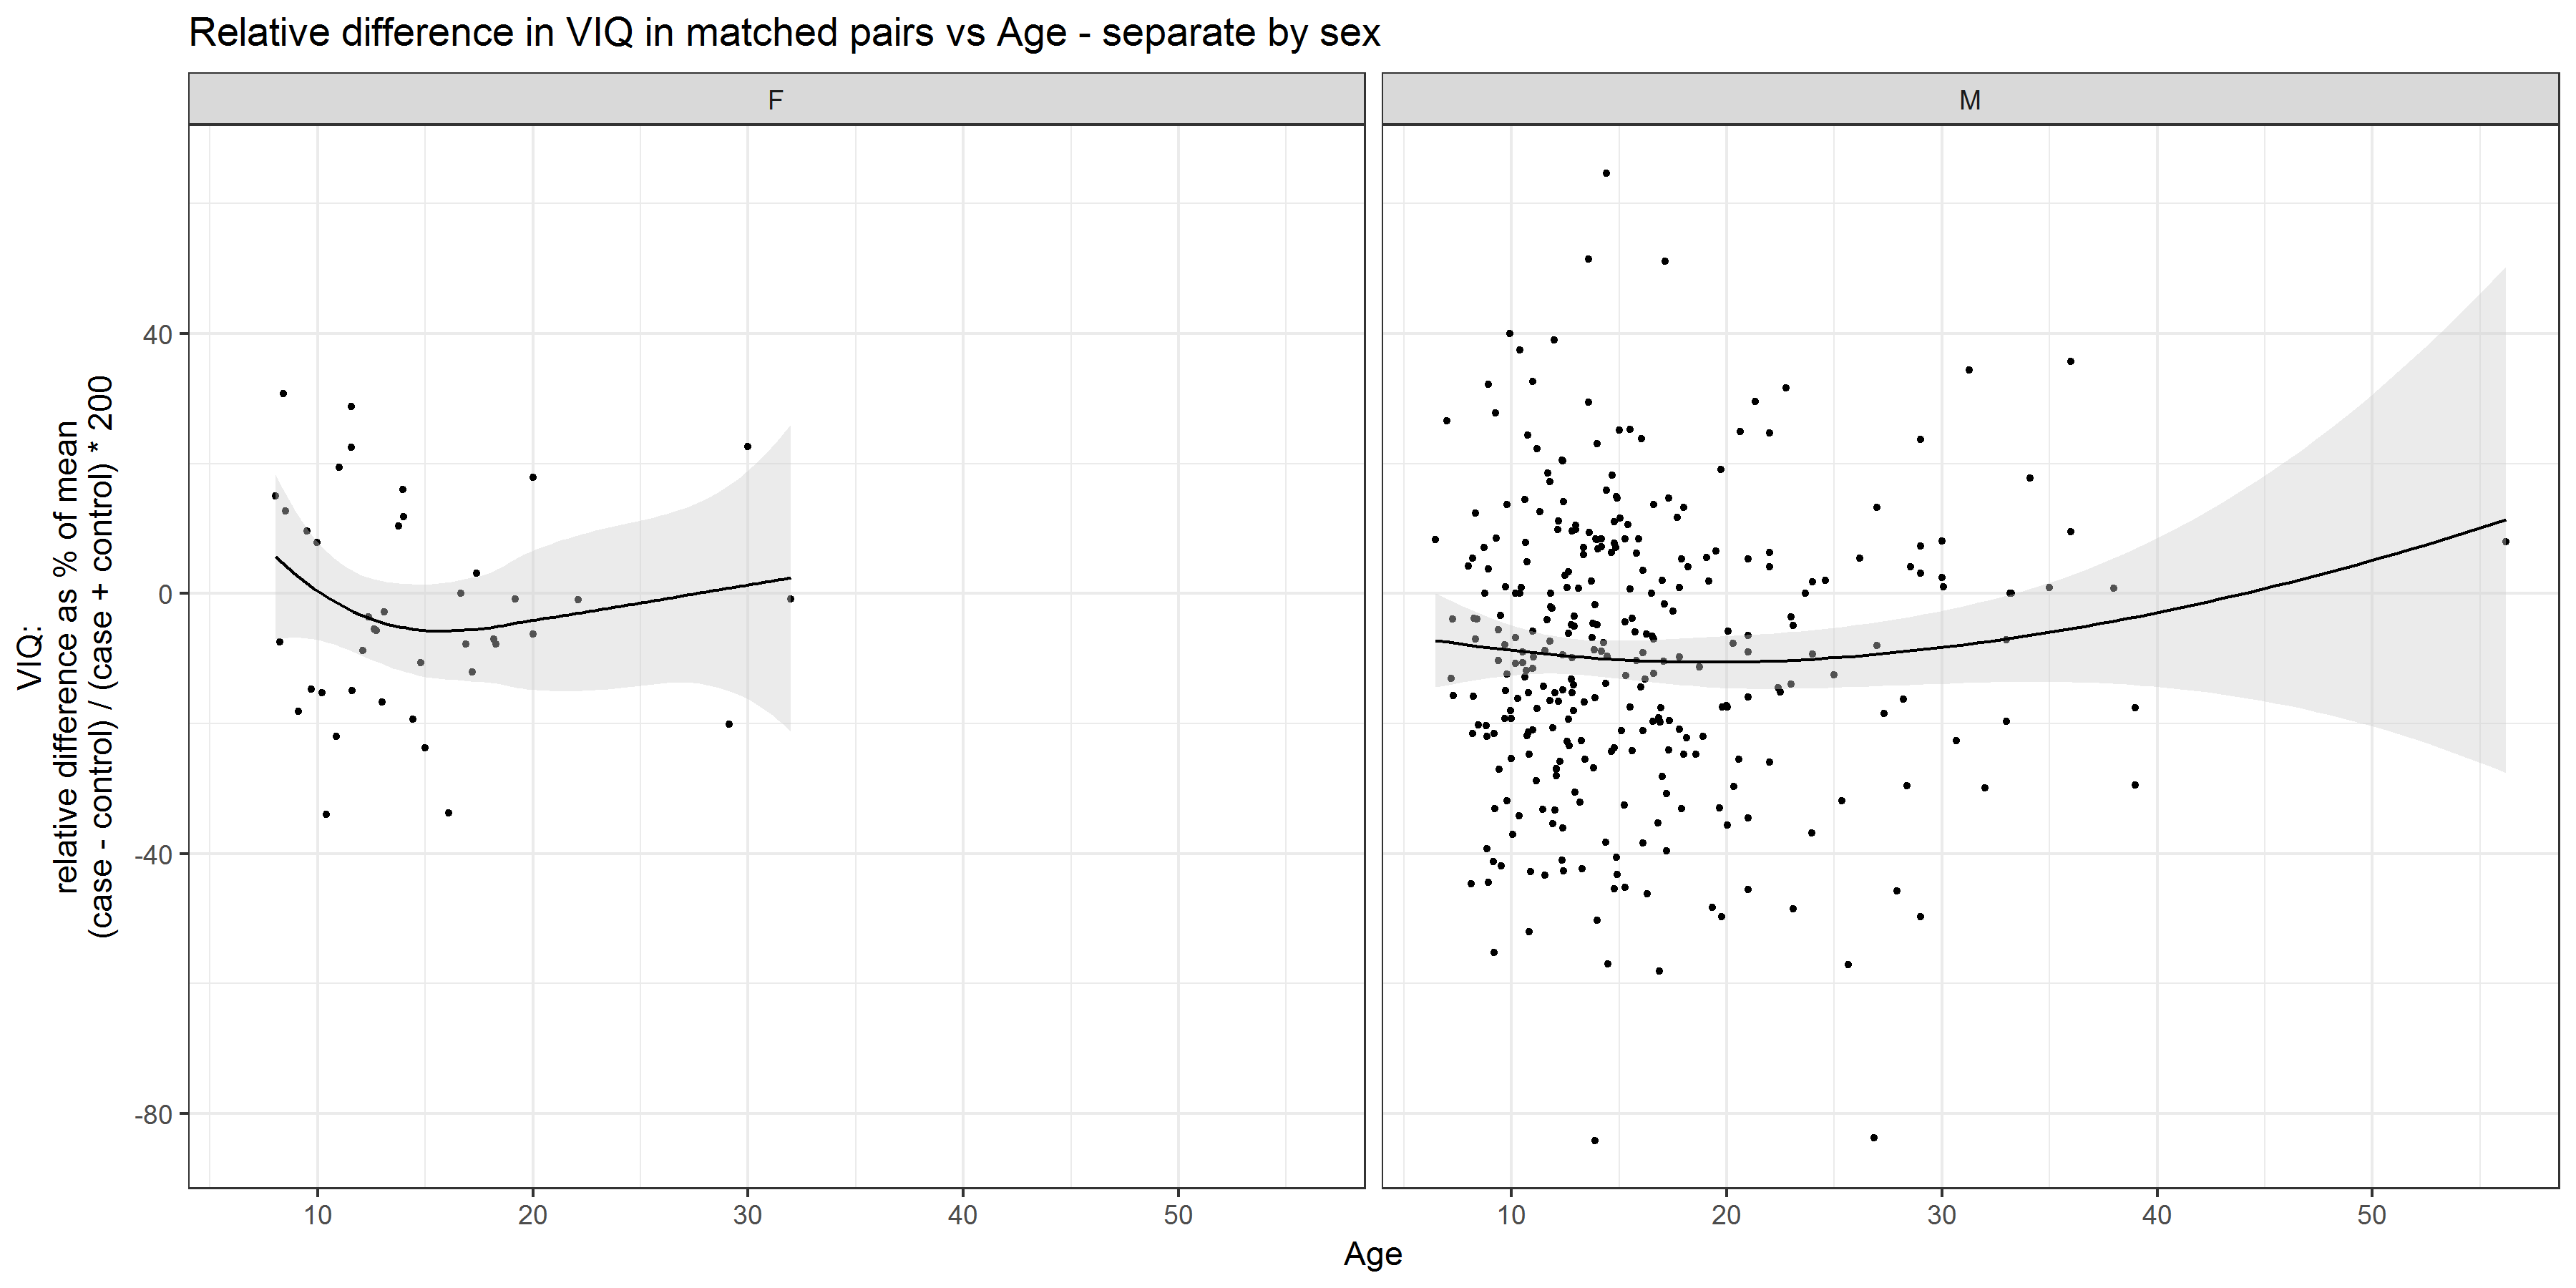 Relative difference in VIQ in matched pairs vs Age - separate by sex
F
M
VIQ:
relative difference as % of mean
(case - control) / (case + control) * 200
40
0
-40
-80
10 20 30 40 50
10 20 30 40 50
Age